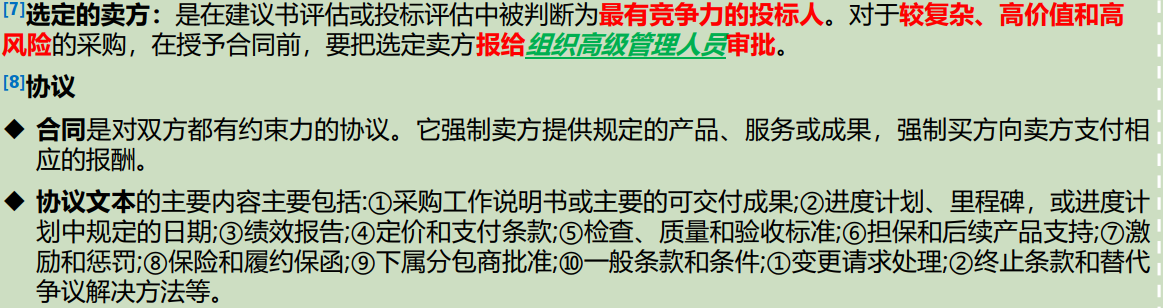 [7]选定的卖方：是在建议书评估或投标评估中被判断为最有竞争力的投标人。对于较复杂、高价值和高
风险的采购，在授予合同前，要把选定卖方报给组织高级管理人员审批。
[8]协议
◆ 合同是对双方都有约束力的协议。它强制卖方提供规定的产品、服务或成果，强制买方向卖方支付相
应的报酬。
◆ 协议文本的主要内容主要包括:①采购工作说明书或主要的可交付成果;②进度计划、里程碑，或进度计
划中规定的日期;③绩效报告;④定价和支付条款;⑤检查、质量和验收标准;⑥担保和后续产品支持;⑦激
励和惩罚;⑧保险和履约保函;⑨下属分包商批准;⑩一般条款和条件;①变更请求处理;②终止条款和替代
争议解决方法等。